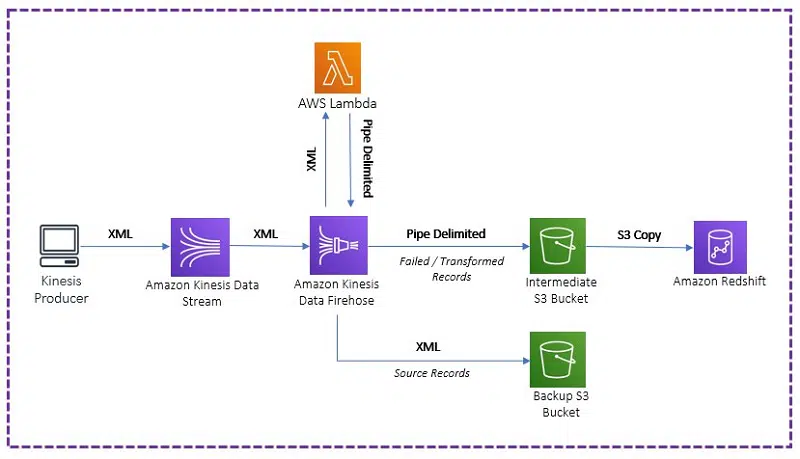 AWS Lambda
XML
Pipe Delimited
XML
XML
Pipe Delimited
S3 Copy
Failed / Transformed
Records
Kinesis
Producer
Amazon Kinesis Data
Stream
Amazon Kinesis
Data Firehose
Intermediate
S3 Bucket
Amazon Redshift
XML
Source Records
Backup S3
Bucket